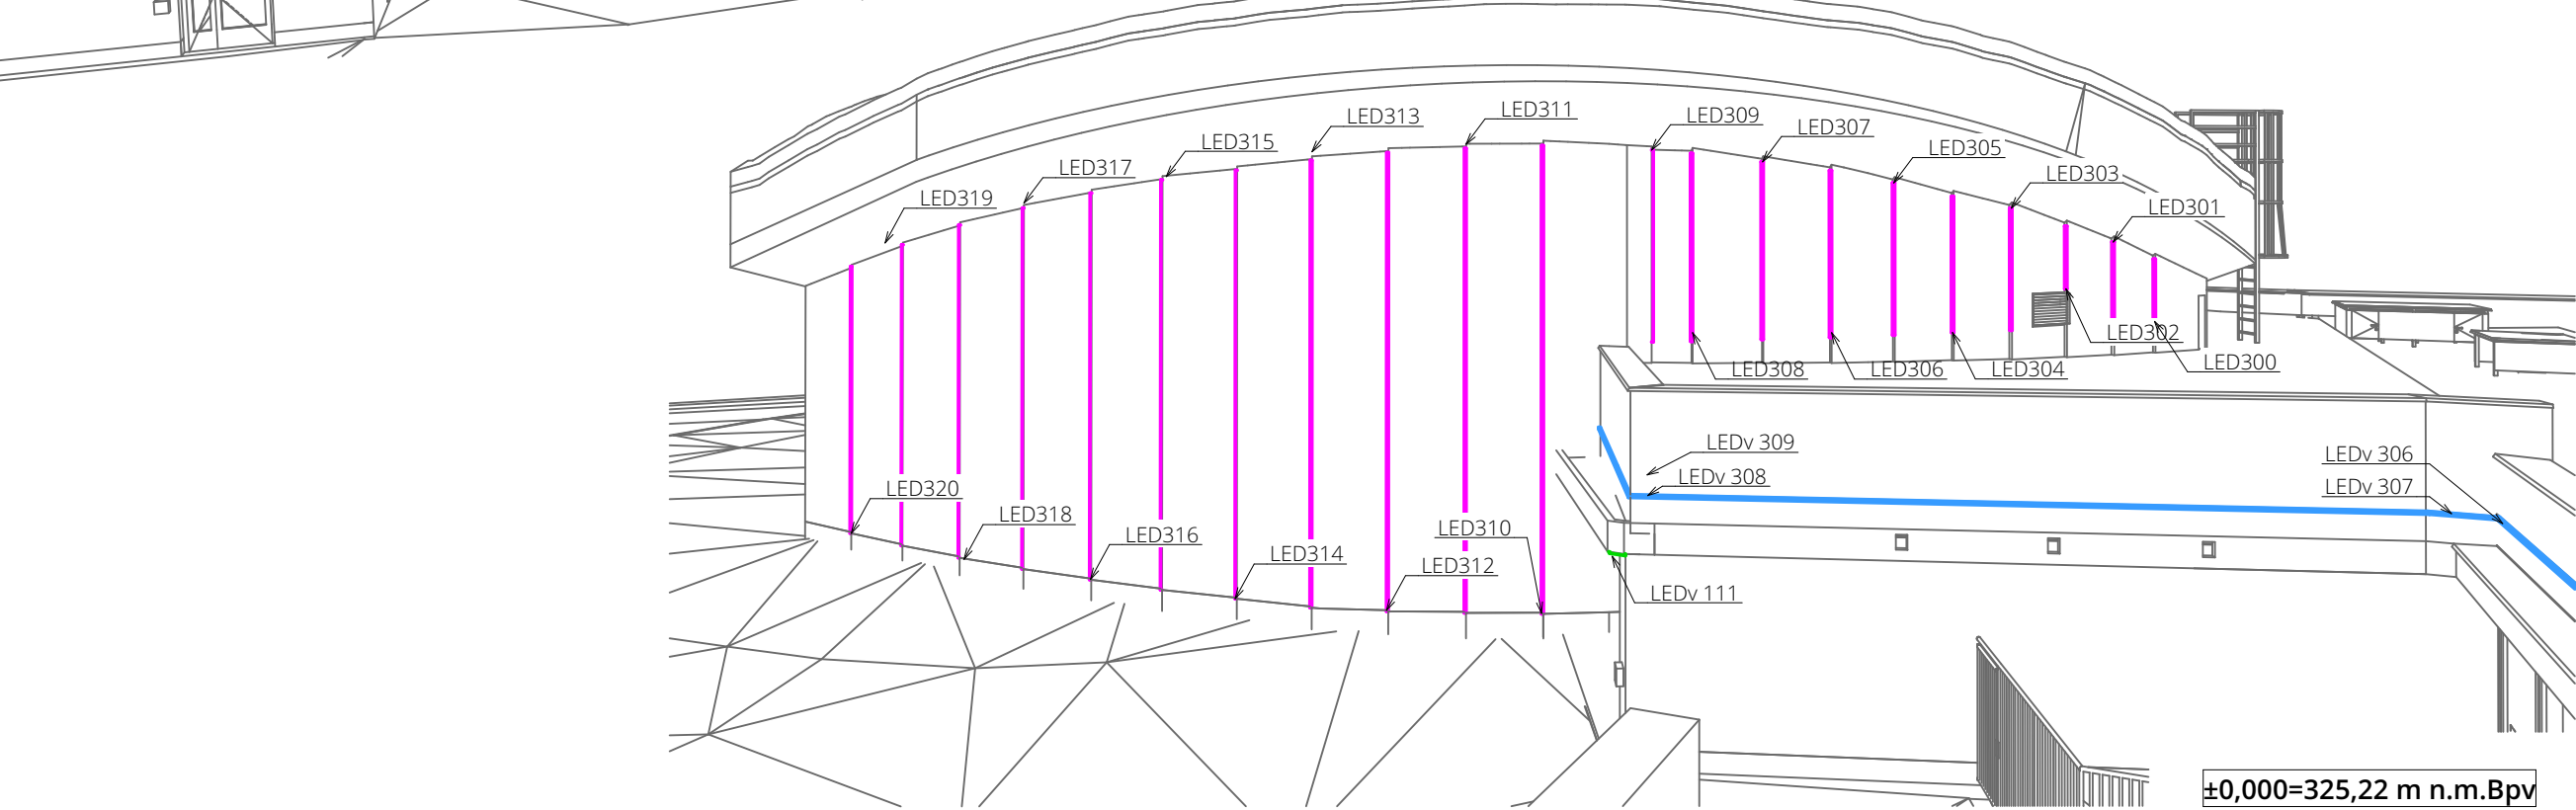 LED311
LED313
LED309
LED307
LED315
LED305
LED317
LED303
LED319
LED301
LED302
LED308
LED306
LED304
LED300
LEDv 309
LEDv 306
LEDv 308
LEDv 307
LED320
LED318
LED310
LED316
LED314
LED312
LEDv 111
±0,000=325,22 m n.m.Bpv